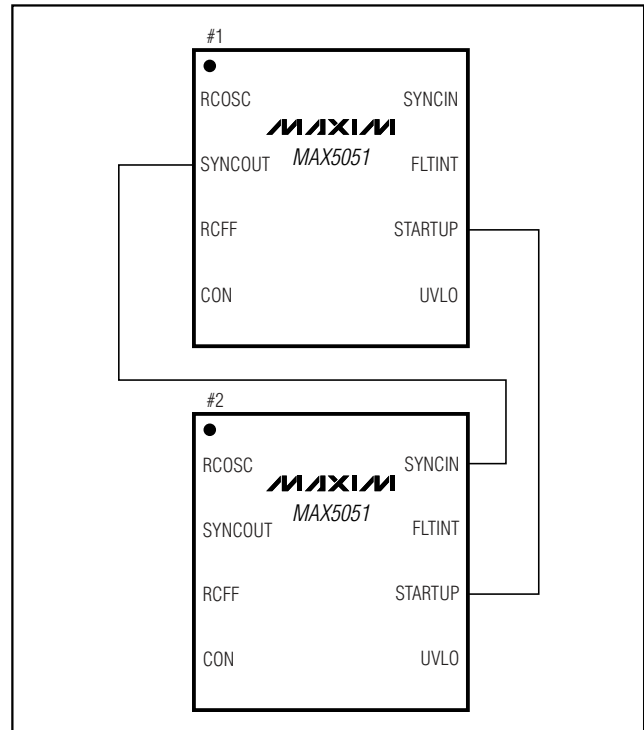 #1
RCOSC SYNCIN
MAXIM
SYNCOUT MAX5051 FLTINT
RCFF STARTUP
CON UVLO
#2
RCOSC SYNCIN
MAXIM
MAX5051
SYNCOUT FLTINT
RCFF STARTUP
CON UVLO